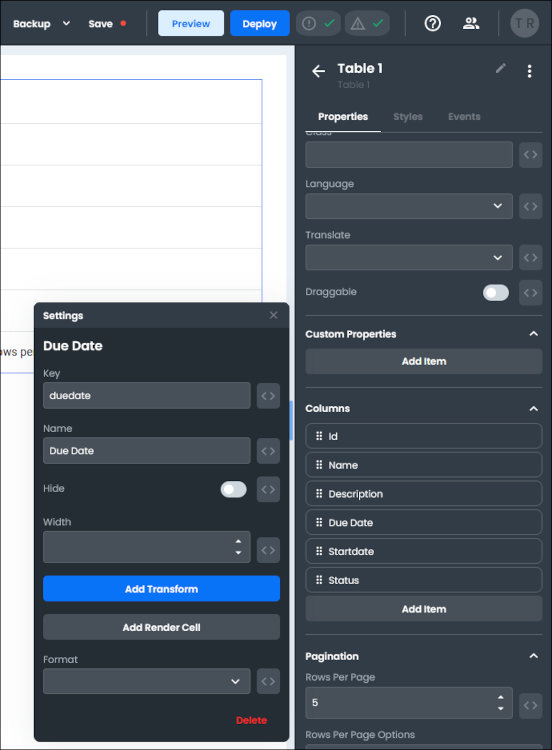 Backup
Save
Preview
Deploy
TR
Table 1
Table 1
Properties
Styles
Events
Class
Language
Translate
Draggable
Custom Properties
Add Item
Columns
Id
Name
Description
Due Date
Startdate
Status
Add Item
Pagination
Rows Per Page
5
Rows Per Page Options
ows pe
Settings
Due Date
Key
duedate
Name
Due Date
Hide
Width
Add Transform
Add Render Cell
Format
Delete